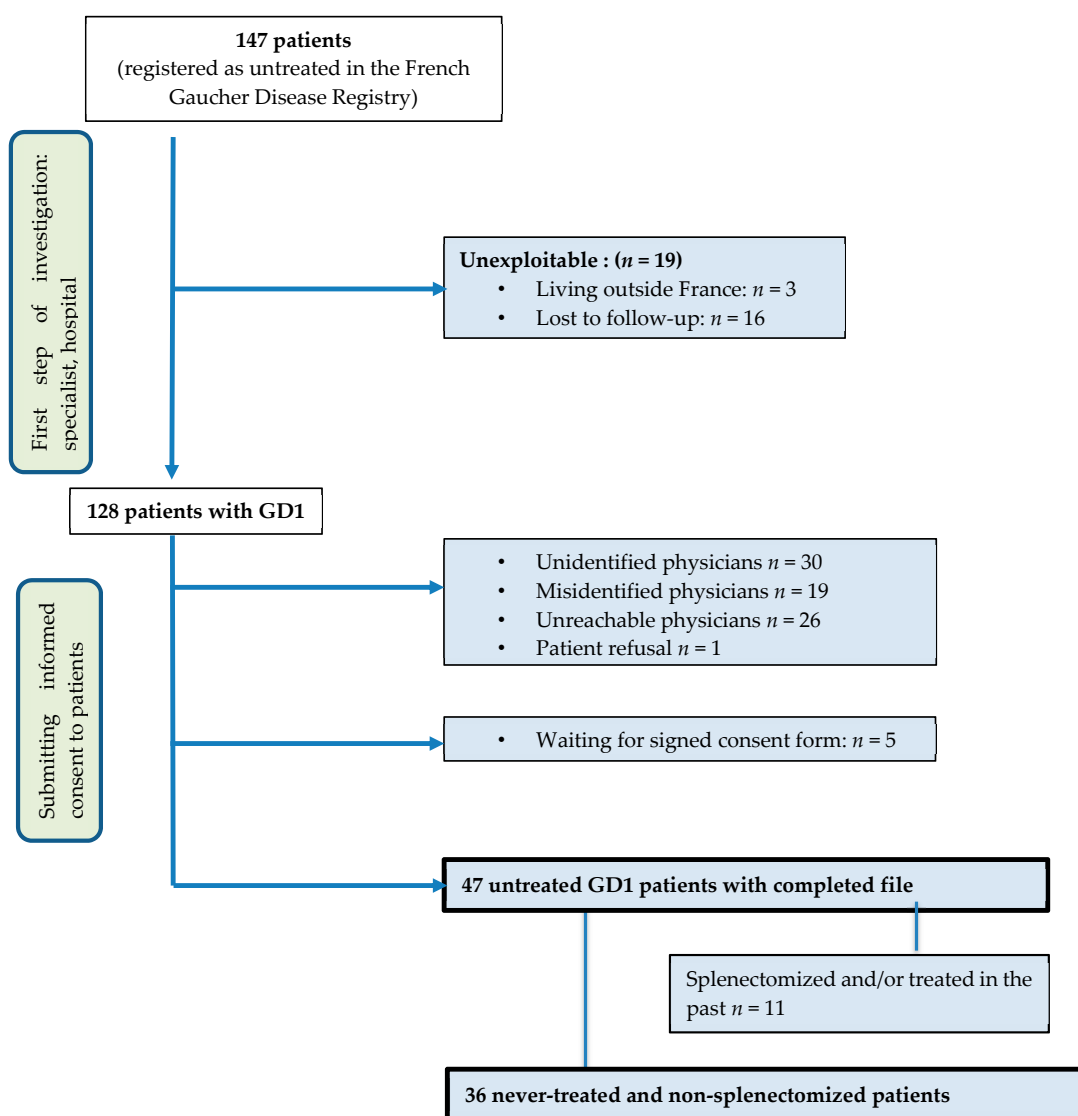 147 patients
(registered as untreated in the French
Gaucher Disease Registry)
First step of investigation:
specialist, hospital
Unexploitable : (n = 19)
• Living outside France: n = 3
• Lost to follow-up: n = 16
128 patients with GD1
Submitting informed
consent to patients
• Unidentified physicians n = 30
• Misidentified physicians n = 19
• Unreachable physicians n = 26
• Patient refusal n = 1
• Waiting for signed consent form: n = 5
47 untreated GD1 patients with completed file
Splenectomized and/or treated in the
past n = 11
36 never-treated and non-splenectomized patients